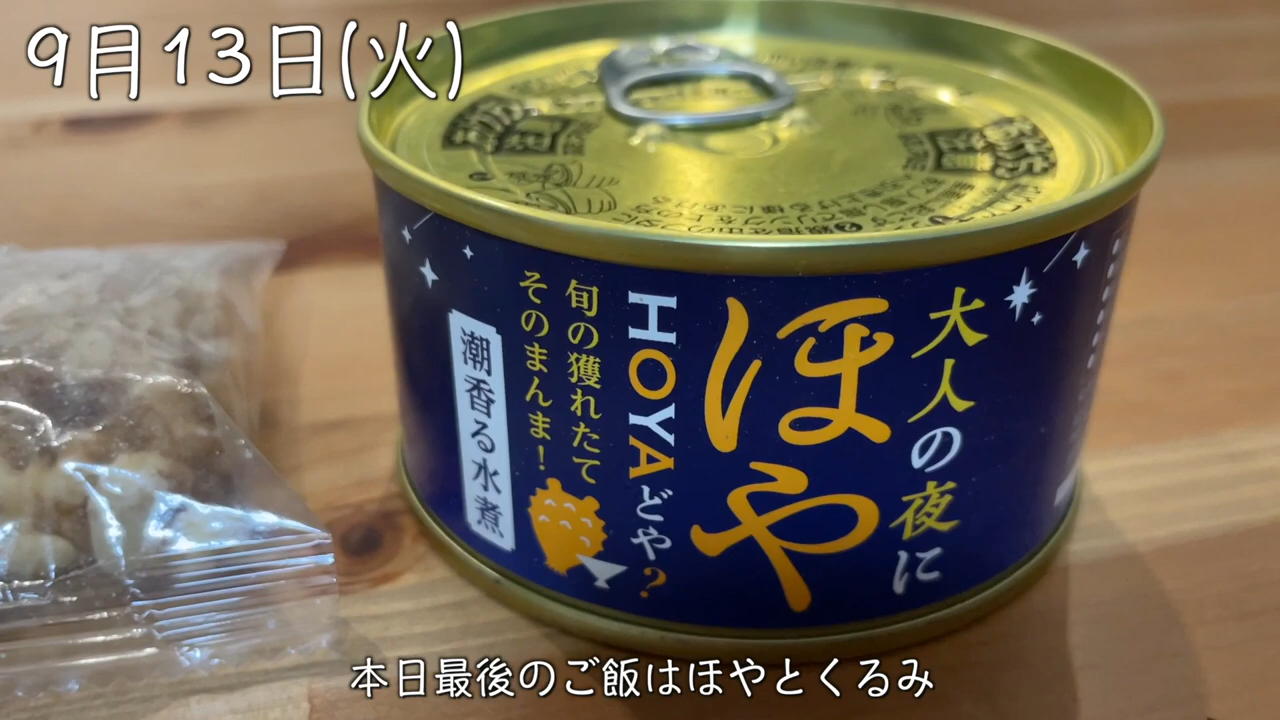 9月13日(火)
大人の夜に
ほや
HOYAどや?
旬の獲れたて
そのまんま!
潮香る水煮
本日最後のご飯はほやとくるみ